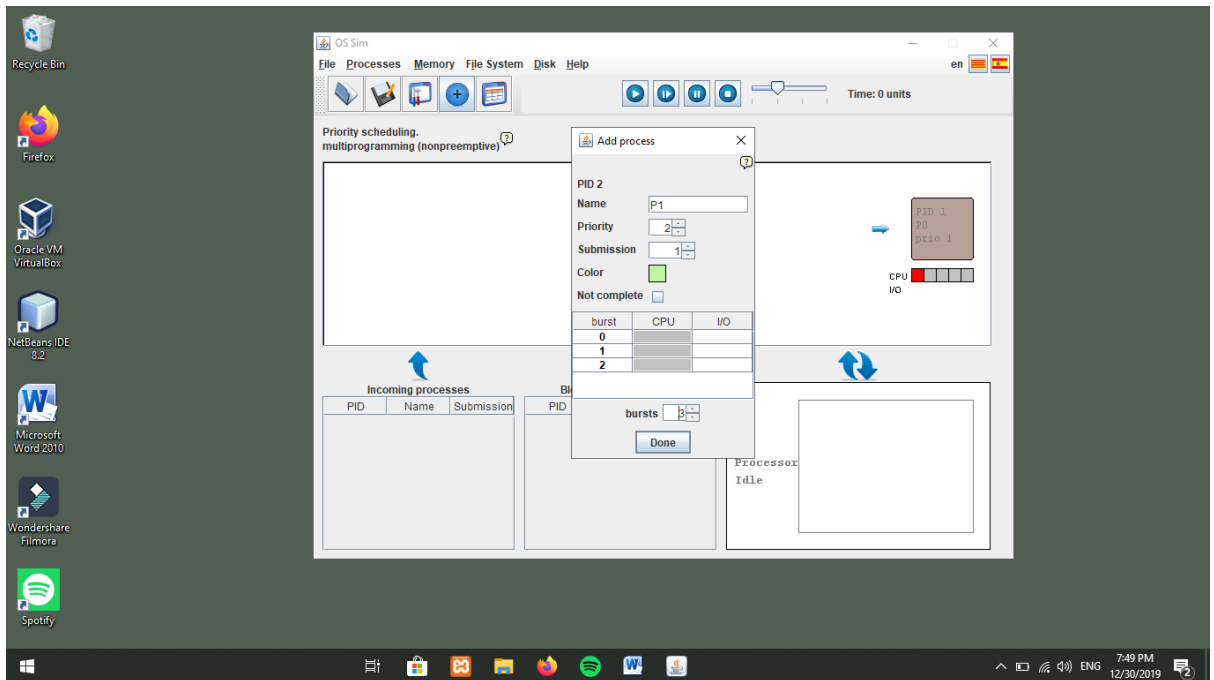 Recycle Bin
Firefox
Oracle VM
VirtualBox
NetBeans IDE
8.2
Microsoft
Word 2010
Wondershare
Filmora
Spotify
OS Sim
File Processes Memory File System Disk Help
en
Time: 0 units
Priority scheduling.
multiprogramming (nonpreemptive)
?
PID 1
P0
prio 1
CPU
I/O
Add process
?
PID 2
Name P1
Priority 2
Submission 1
Color
Not complete
burst CPU I/O
0
1
2
bursts 3
Done
Incoming processes
PID Name Submission
Bl
PID
Processor
Idle
W
ENG
7:49 PM
12/30/2019
2